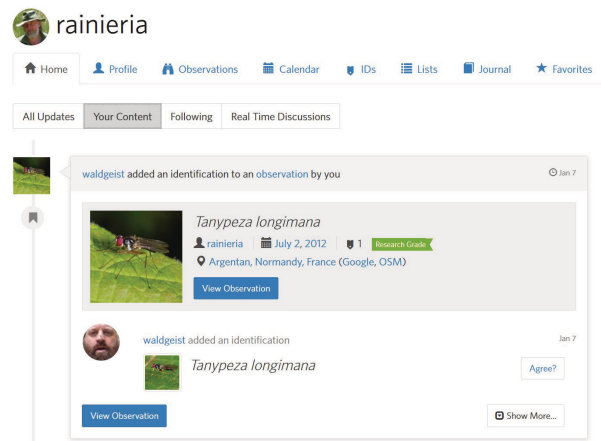 rainieria
Home Profile Observations Calendar IDs Lists Journal Favorites
All Updates Your Content Following Real Time Discussions
waldgeist added an identification to an observation by you Jan 7
Tanypeza longimana
rainieria July 2, 2012 1 Research Grade
Argentan, Normandy, France (Google, OSM)
View Observation
waldgeist added an identification Jan 7
Tanypeza longimana Agree?
View Observation Show More...